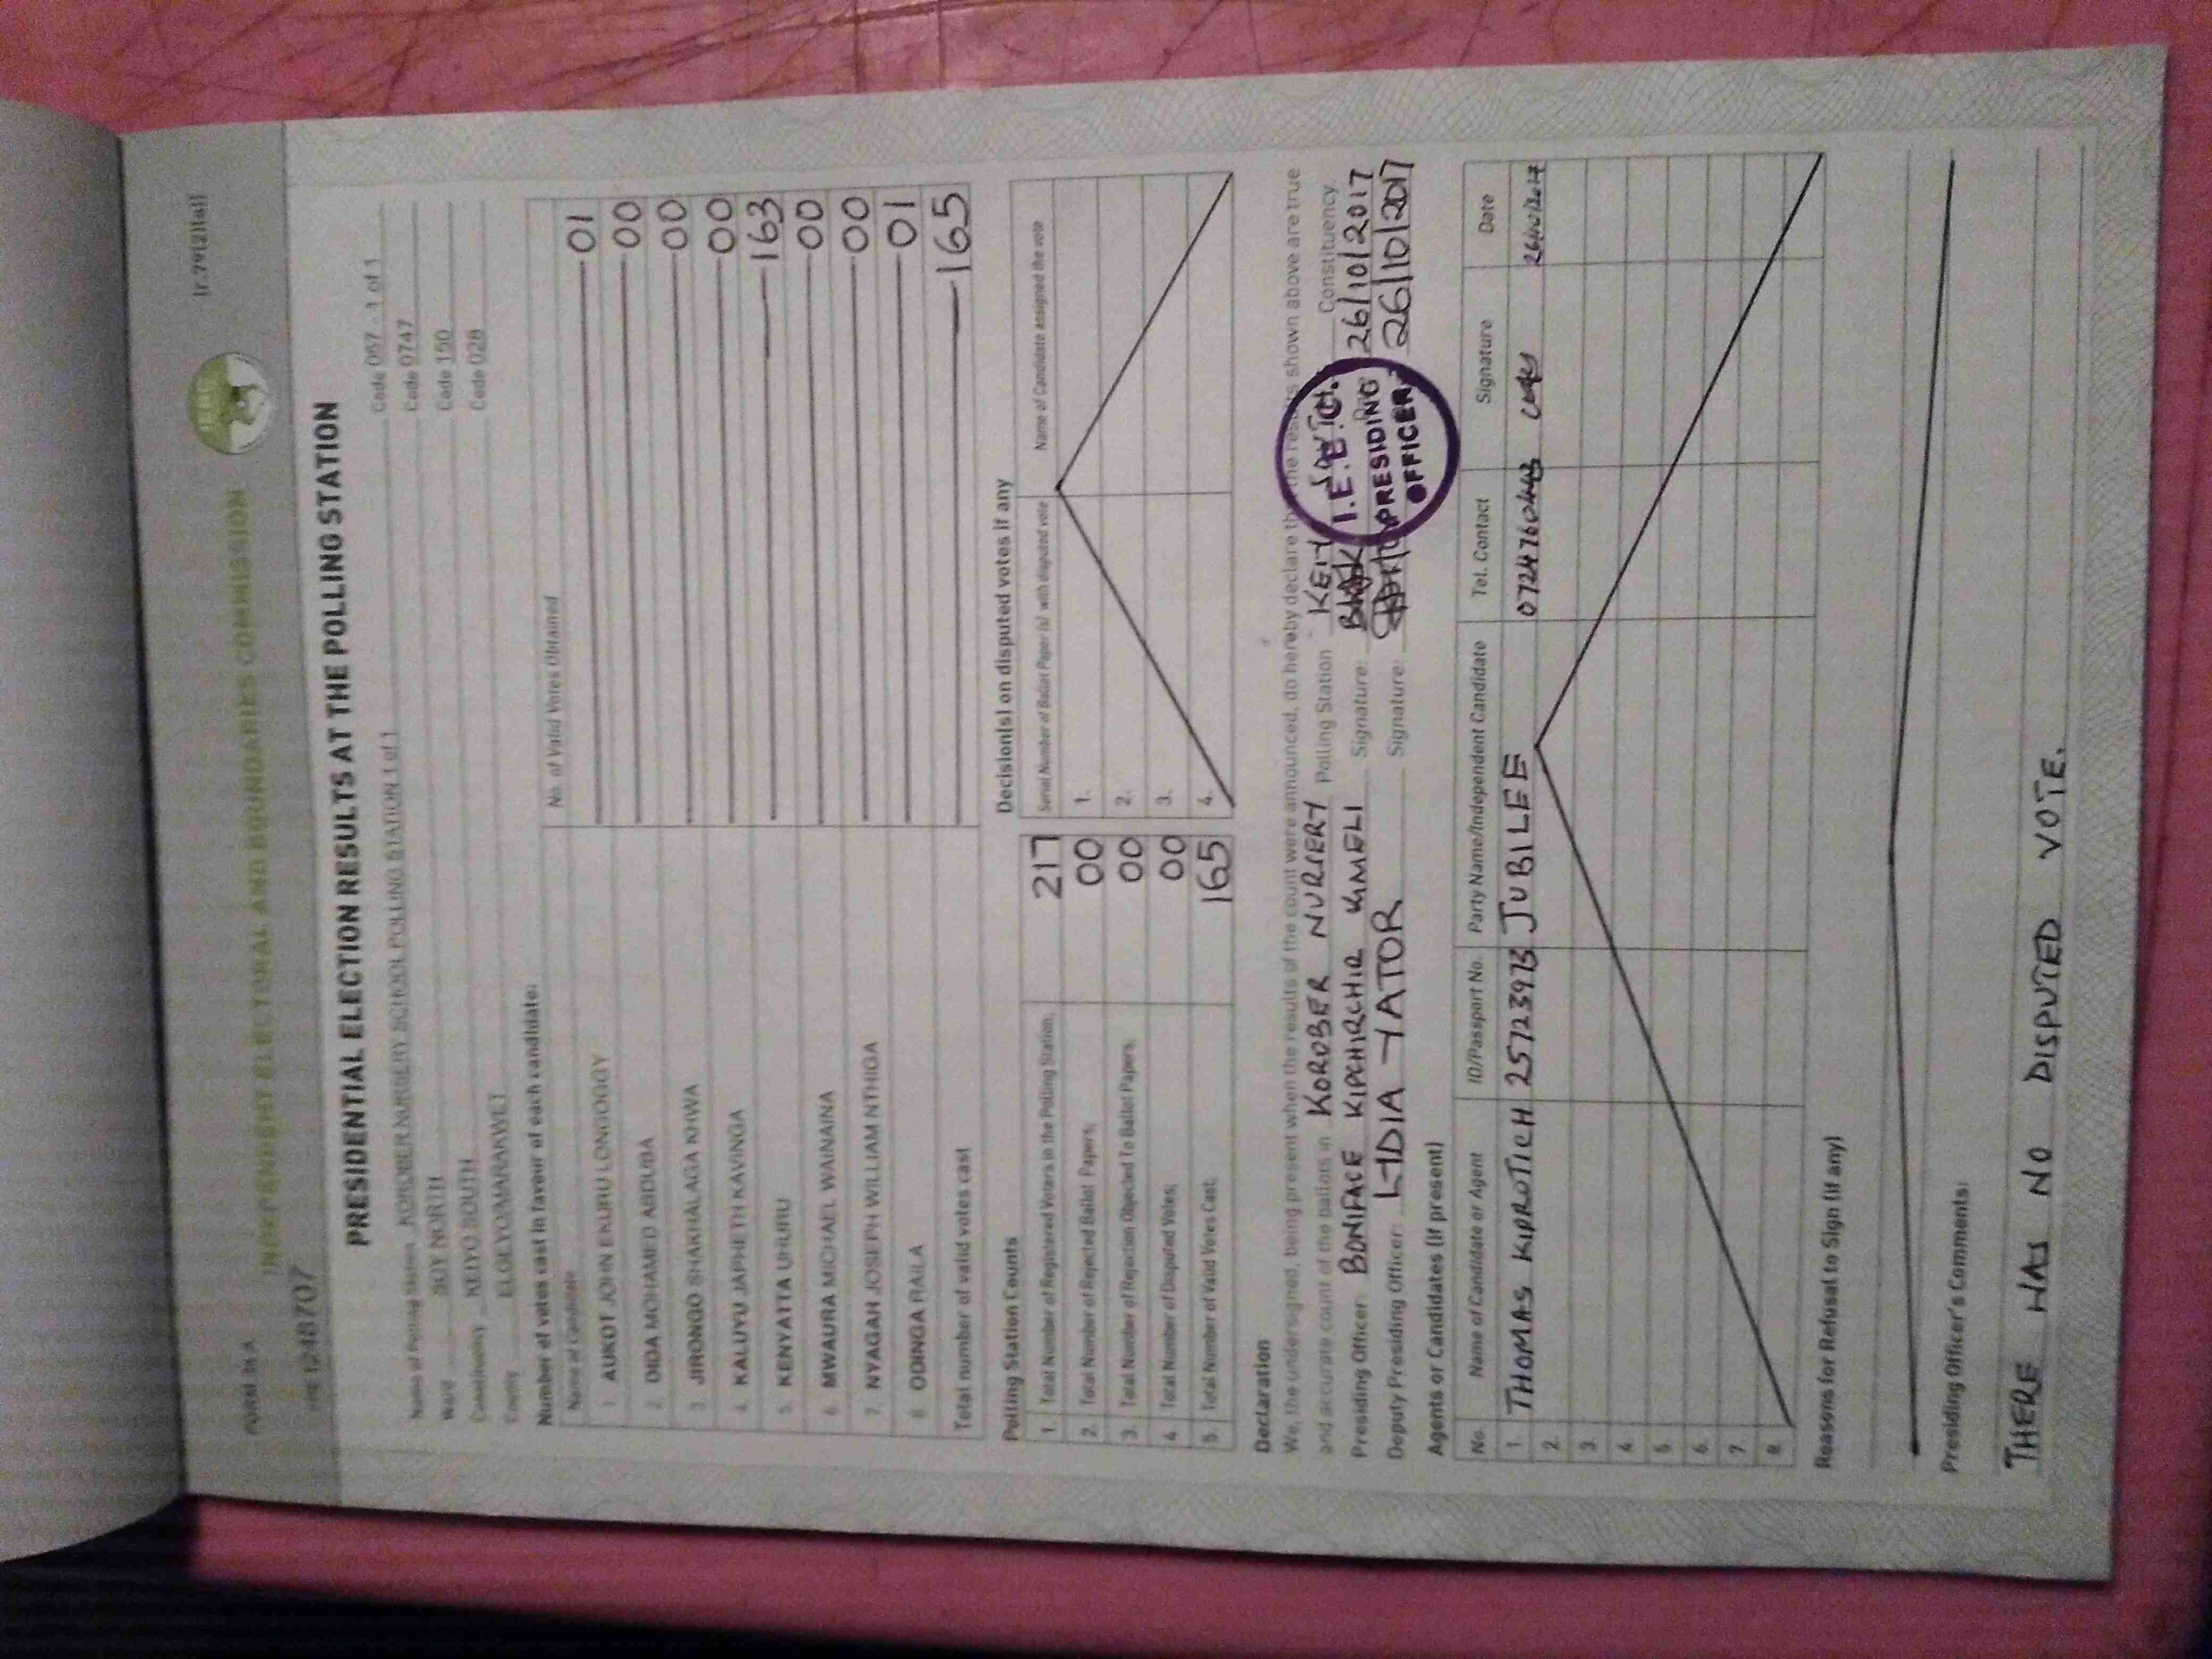 FORM 34 A [r.79(2)(a)]
INDEPENDENT ELECTORAL AND BOUNDARIES COMMISSION
1248707
PRESIDENTIAL ELECTION RESULTS AT THE POLLING STATION
Name of Polling Station KOROBER NURSERY SCHOOL POLLING STATION 1 of 1 Code 067 1 of 1
Ward SOY NORTH Code 0747
Constituency KEIYO SOUTH Code 150
County ELGEYO/MARAKWET Code 028
Number of votes cast in favour of each candidate:
Name of Candidate No. of Valid Votes Obtained
1. AUKOT JOHN EKURU LONGOGGY 01
2. DIDA MOHAMED ABDUBA 00
3. JIRONGO SHAKHALAGA KHWA 00
4. KALUYU JAPHETH KAVINGA 00
5. KENYATTA UHURU 163
6. MWAURA MICHAEL WAINAINA 00
7. NYAGAH JOSEPH WILLIAM NTHIGA 00
8. ODINGA RAILA 01
Total number of valid votes cast 165
Polling Station Counts
1. Total Number of Registered Voters in the Polling Station; 217
2. Total Number of Rejected Ballot Papers; 00
3. Total Number of Rejection Objected To Ballot Papers; 00
4. Total Number of Disputed Votes; 00
5. Total Number of Valid Votes Cast; 165
Decision(s) on disputed votes if any
Serial Number of Ballot Paper (s) with disputed vote Name of Candidate assigned the vote
1.
2.
3.
4.
Declaration
We, the undersigned, being present when the results of the count were announced, do hereby declare that the results shown above are true
and accurate count of the ballots in KOROBER NURSERY Polling Station KEIYO SOUTH Constituency
Presiding Officer: BONIFACE KIPCHIRCHIR KIMELI Signature: 26/10/2017
Deputy Presiding Officer: LYDIA YATOR Signature: 26/10/2017
I.E.B.C.
PRESIDING
OFFICER
Agents or Candidates (if present)
No. Name of Candidate or Agent ID/Passport No. Party Name/Independent Candidate Tel. Contact Signature Date
1. THOMAS KIPROTICH JUBILEE 26/10/2017
2.
3.
4.
5.
6.
7.
8.
Reasons for Refusal to Sign (if any)
Presiding Officer's Comments:
THERE HAS NO DISPUTED VOTE.